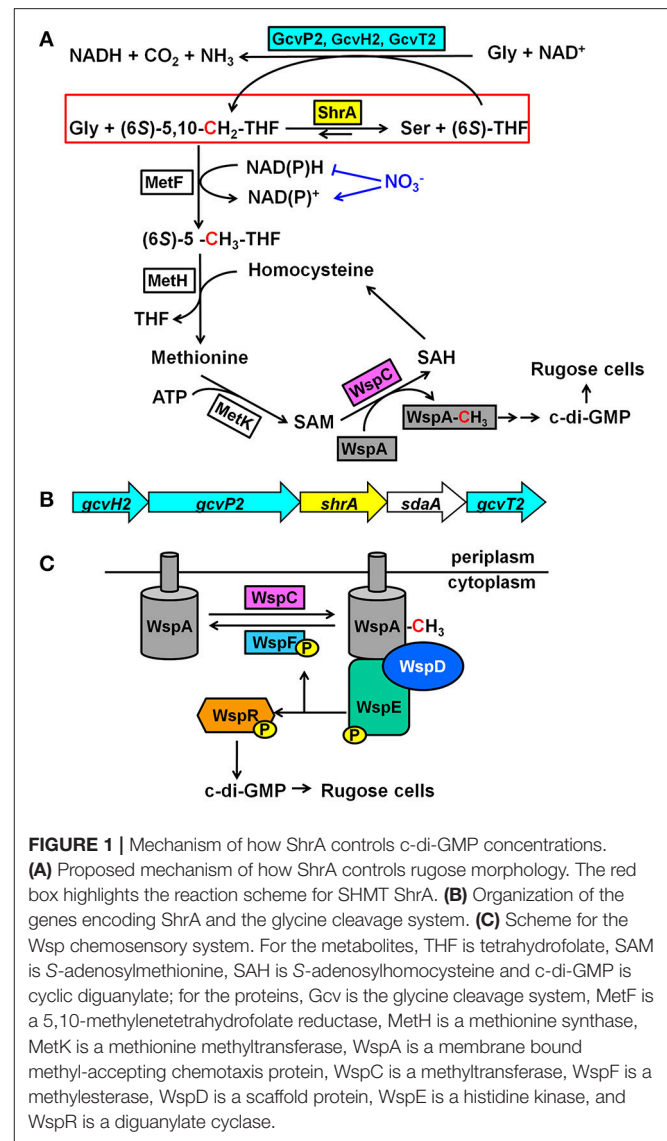 A
GcvP2, GcvH2, GcvT2
NADH + CO₂ + NH₃
Gly + NAD⁺
ShrA
Gly + (6S)-5,10-CH₂-THF
Ser + (6S)-THF
MetF
NAD(P)H
NAD(P)⁺
NO₃⁻
(6S)-5 -CH₃-THF
MetH
Homocysteine
THF
Methionine
SAH
ATP
MetK
SAM
WspC
WspA
WspA-CH₃
c-di-GMP
Rugose cells
B
gcvH2 gcvP2 shrA sdaA gcvT2
C
periplasm
cytoplasm
WspA
WspC
WspF P
WspA -CH₃
WspD
WspE
P
WspR
P
c-di-GMP Rugose cells
FIGURE 1 | Mechanism of how ShrA controls c-di-GMP concentrations.
(A) Proposed mechanism of how ShrA controls rugose morphology. The red
box highlights the reaction scheme for SHMT ShrA. (B) Organization of the
genes encoding ShrA and the glycine cleavage system. (C) Scheme for the
Wsp chemosensory system. For the metabolites, THF is tetrahydrofolate, SAM
is S-adenosylmethionine, SAH is S-adenosylhomocysteine and c-di-GMP is
cyclic diguanylate; for the proteins, Gcv is the glycine cleavage system, MetF is
a 5,10-methylenetetrahydrofolate reductase, MetH is a methionine synthase,
MetK is a methionine methyltransferase, WspA is a membrane bound
methyl-accepting chemotaxis protein, WspC is a methyltransferase, WspF is a
methylesterase, WspD is a scaffold protein, WspE is a histidine kinase, and
WspR is a diguanylate cyclase.